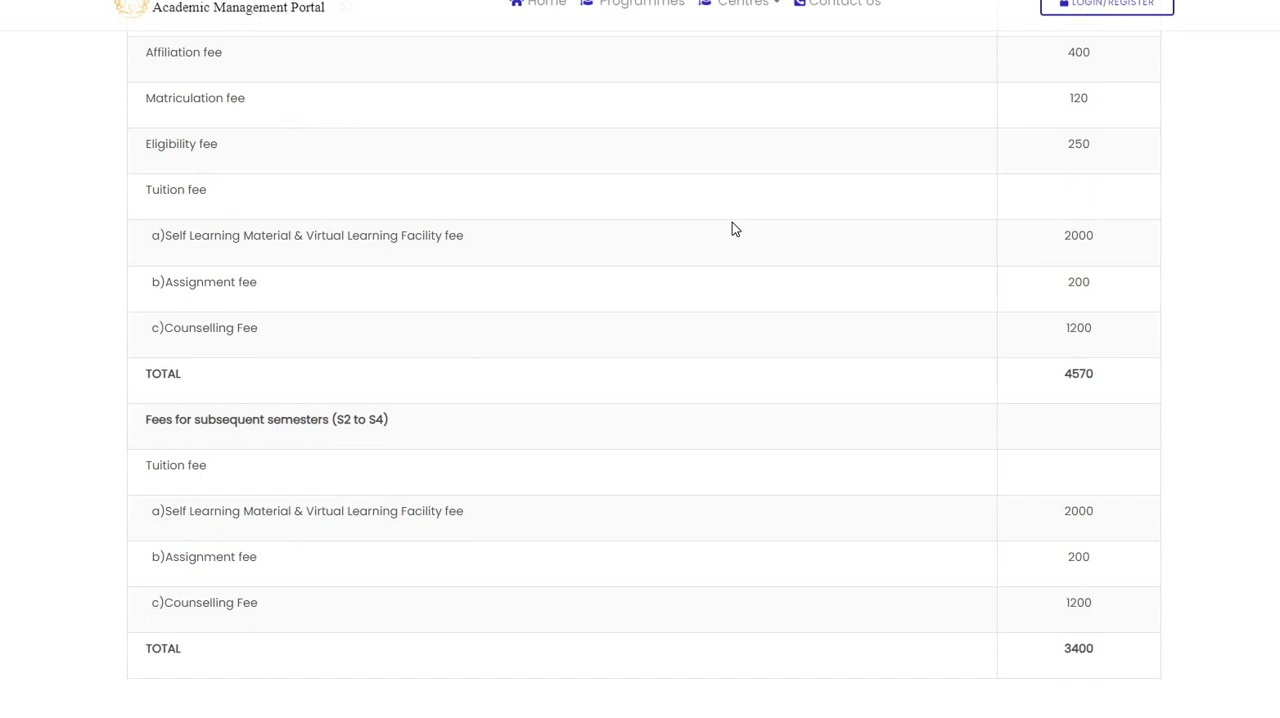 Academic Management Portal
Home Programmes Centres Contact Us
LOGIN/REGISTER
Affiliation fee 400
Matriculation fee 120
Eligibility fee 250
Tuition fee
a)Self Learning Material & Virtual Learning Facility fee 2000
b)Assignment fee 200
c)Counselling Fee 1200
TOTAL 4570
Fees for subsequent semesters (S2 to S4)
Tuition fee
a)Self Learning Material & Virtual Learning Facility fee 2000
b)Assignment fee 200
c)Counselling Fee 1200
TOTAL 3400